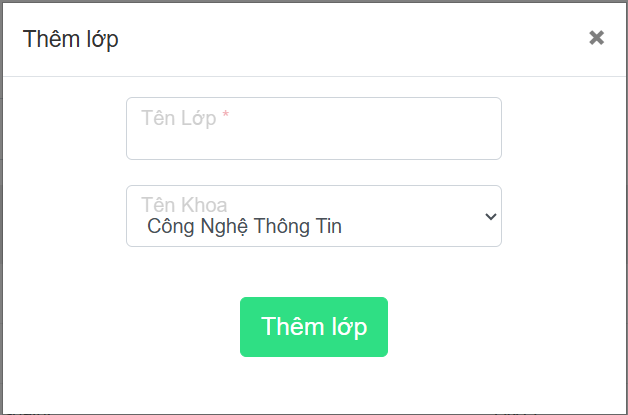 Thêm lớp
Tên Lớp *
Tên Khoa
Công Nghệ Thông Tin
Thêm lớp